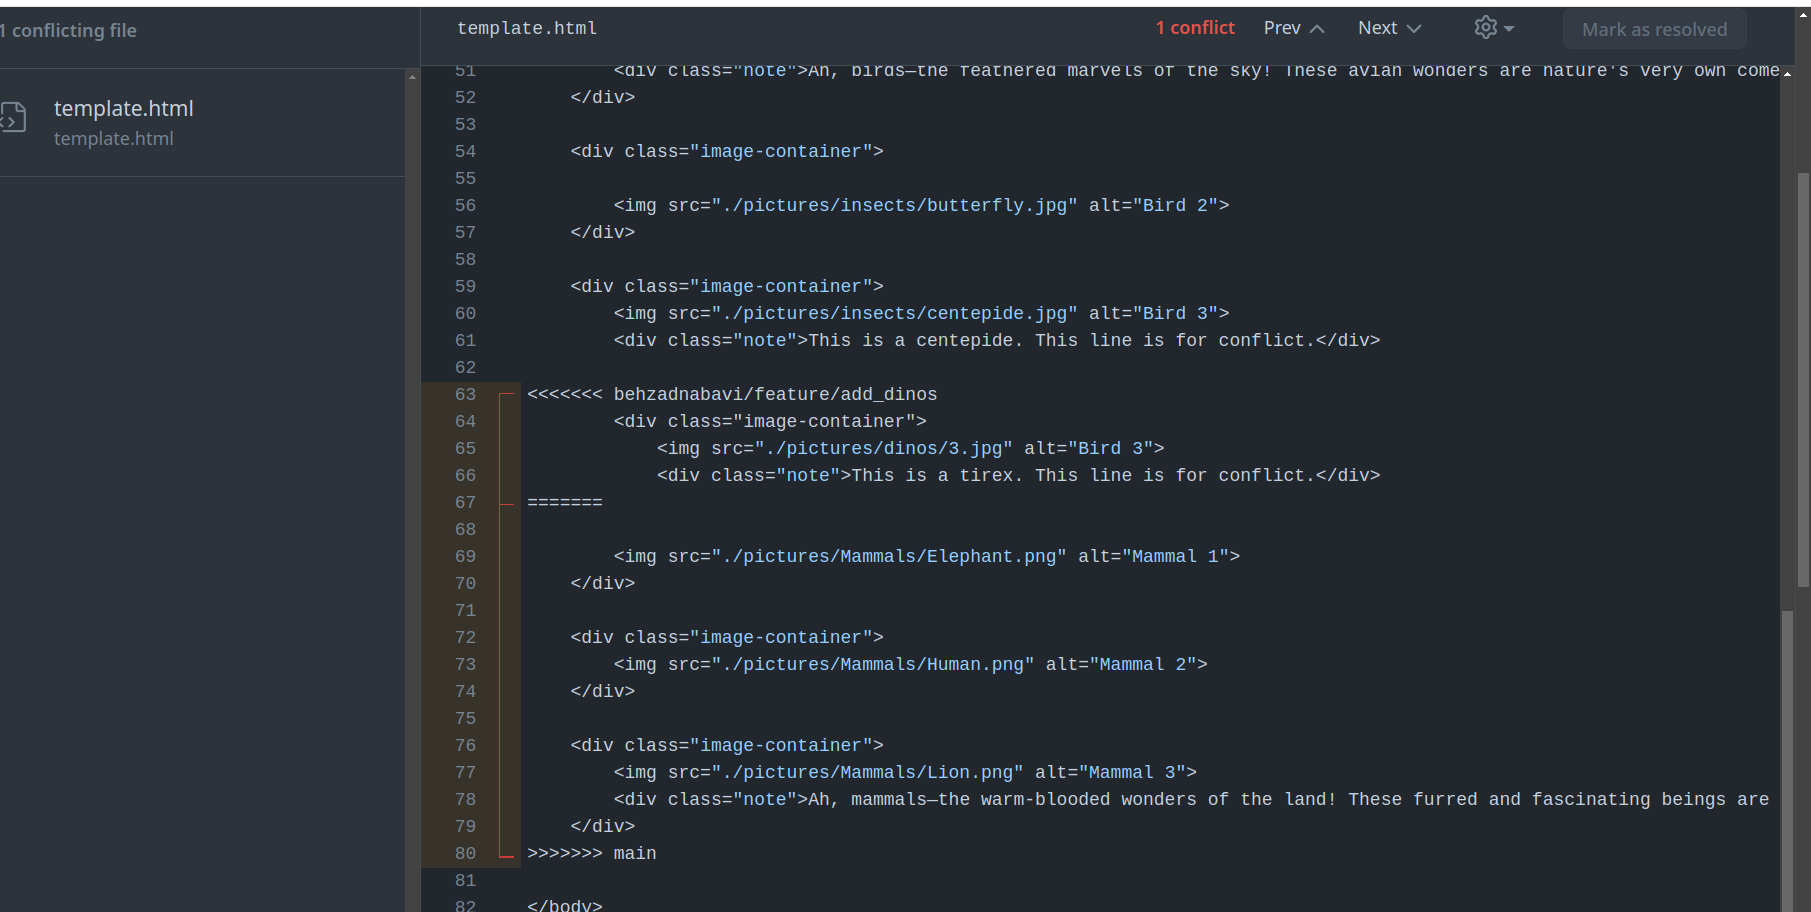 1 conflicting file
template.html
template.html
template.html
1 conflict Prev Next Mark as resolved
51 <div class="note">Ah, birds—the feathered marvels of the sky! These avian wonders are nature's very own come
52 </div>
53
54 <div class="image-container">
55
56 <img src="./pictures/insects/butterfly.jpg" alt="Bird 2">
57 </div>
58
59 <div class="image-container">
60 <img src="./pictures/insects/centepide.jpg" alt="Bird 3">
61 <div class="note">This is a centepide. This line is for conflict.</div>
62
63 <<<<<<< behzadnabavi/feature/add_dinos
64 <div class="image-container">
65 <img src="./pictures/dinos/3.jpg" alt="Bird 3">
66 <div class="note">This is a tirex. This line is for conflict.</div>
67 =======
68
69 <img src="./pictures/Mammals/Elephant.png" alt="Mammal 1">
70 </div>
71
72 <div class="image-container">
73 <img src="./pictures/Mammals/Human.png" alt="Mammal 2">
74 </div>
75
76 <div class="image-container">
77 <img src="./pictures/Mammals/Lion.png" alt="Mammal 3">
78 <div class="note">Ah, mammals—the warm-blooded wonders of the land! These furred and fascinating beings are
79 </div>
80 >>>>>>> main
81
82 </body>